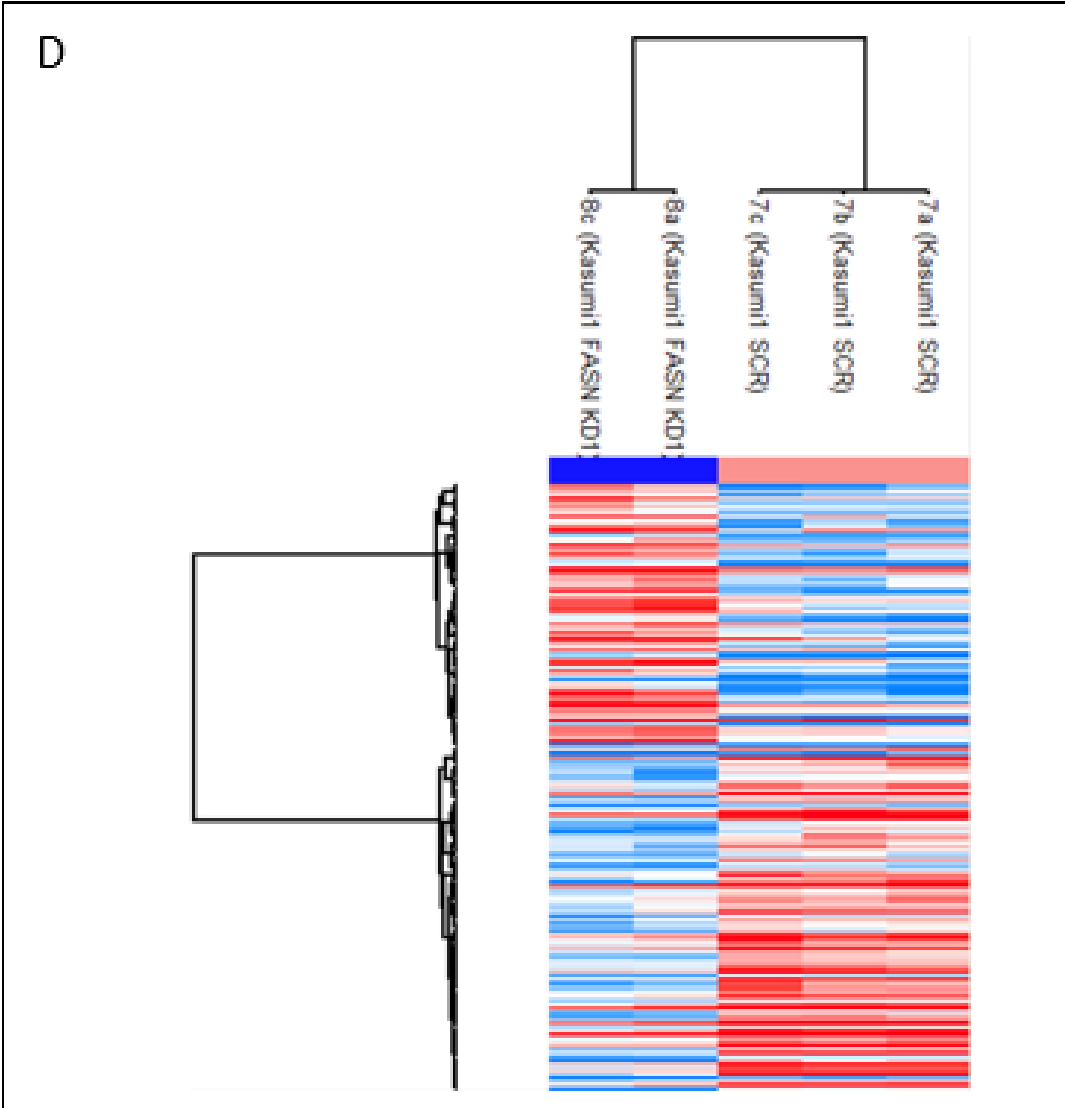 D
8c (Kasumi1 FASN KD1)
8a (Kasumi1 FASN KD1)
7c (Kasumi1 SCR)
7b (Kasumi1 SCR)
7a (Kasumi1 SCR)